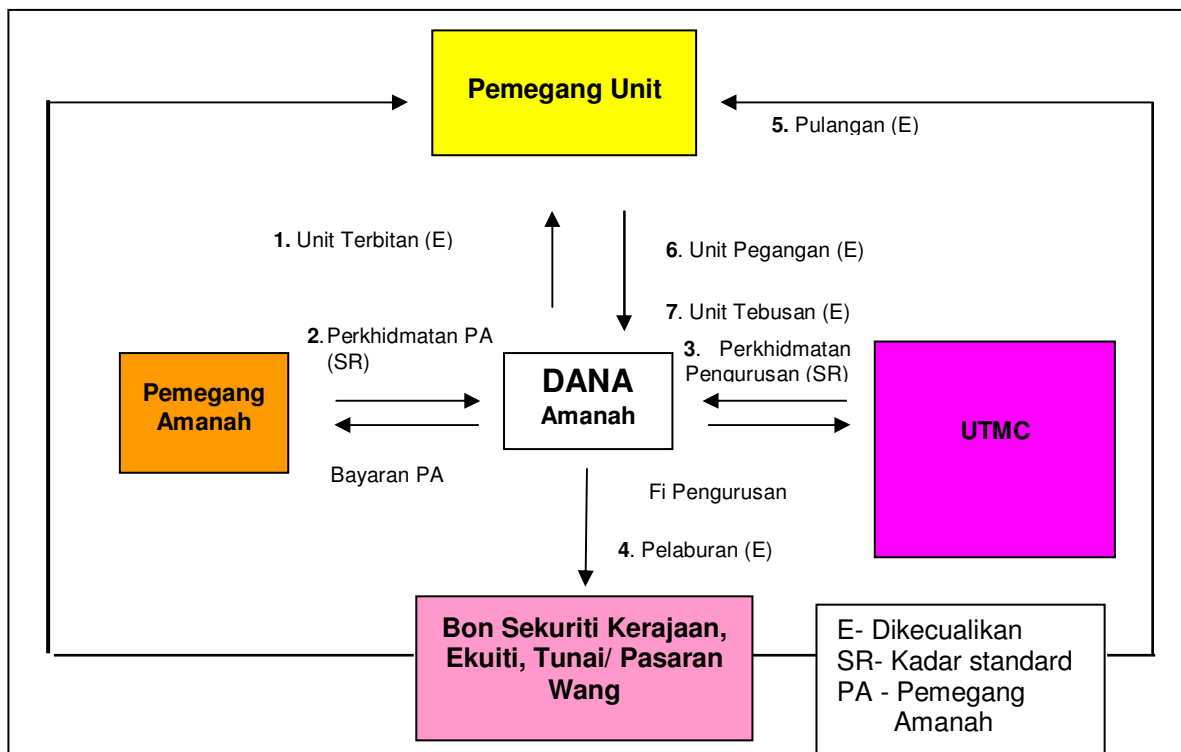 Pemegang Unit
5. Pulangan (E)
1. Unit Terbitan (E)
6. Unit Pegangan (E)
7. Unit Tebusan (E)
2. Perkhidmatan PA
(SR)
3. Perkhidmatan
Pengurusan (SR)
Pemegang
Amanah
DANA
Amanah
UTMC
Bayaran PA
Fi Pengurusan
4. Pelaburan (E)
Bon Sekuriti Kerajaan,
Ekuiti, Tunai/ Pasaran
Wang
E- Dikecualikan
SR- Kadar standard
PA - Pemegang
Amanah